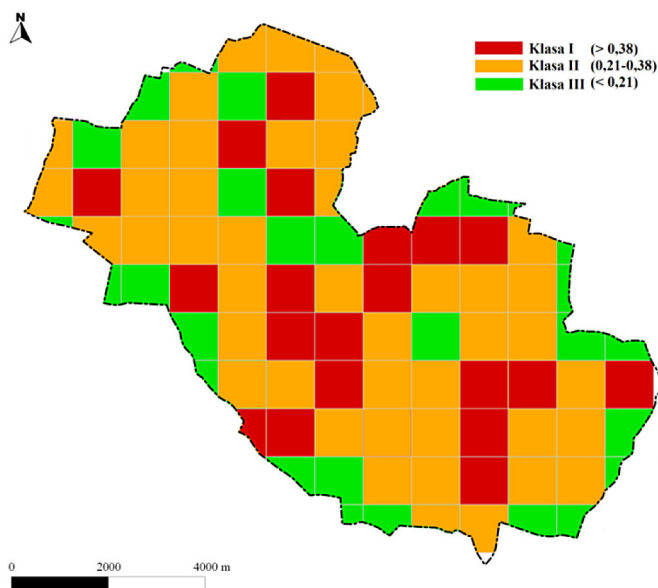 N
Klasa I (> 0,38)
Klasa II (0,21-0,38)
Klasa III (< 0,21)
0 2000 4000 m